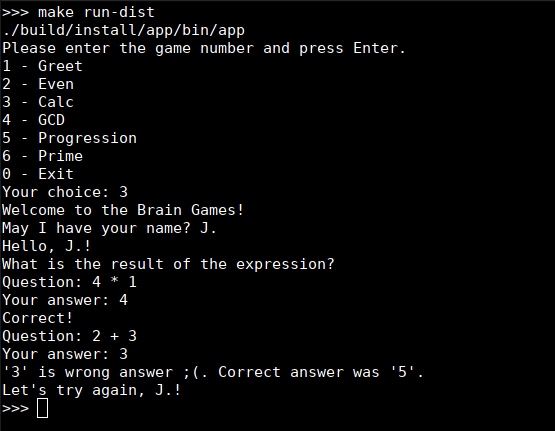 >>> make run-dist
./build/install/app/bin/app
Please enter the game number and press Enter.
1 - Greet
2 - Even
3 - Calc
4 - GCD
5 - Progression
6 - Prime
0 - Exit
Your choice: 3
Welcome to the Brain Games!
May I have your name? J.
Hello, J.!
What is the result of the expression?
Question: 4 * 1
Your answer: 4
Correct!
Question: 2 + 3
Your answer: 3
'3' is wrong answer ;(. Correct answer was '5'.
Let's try again, J.!
>>>